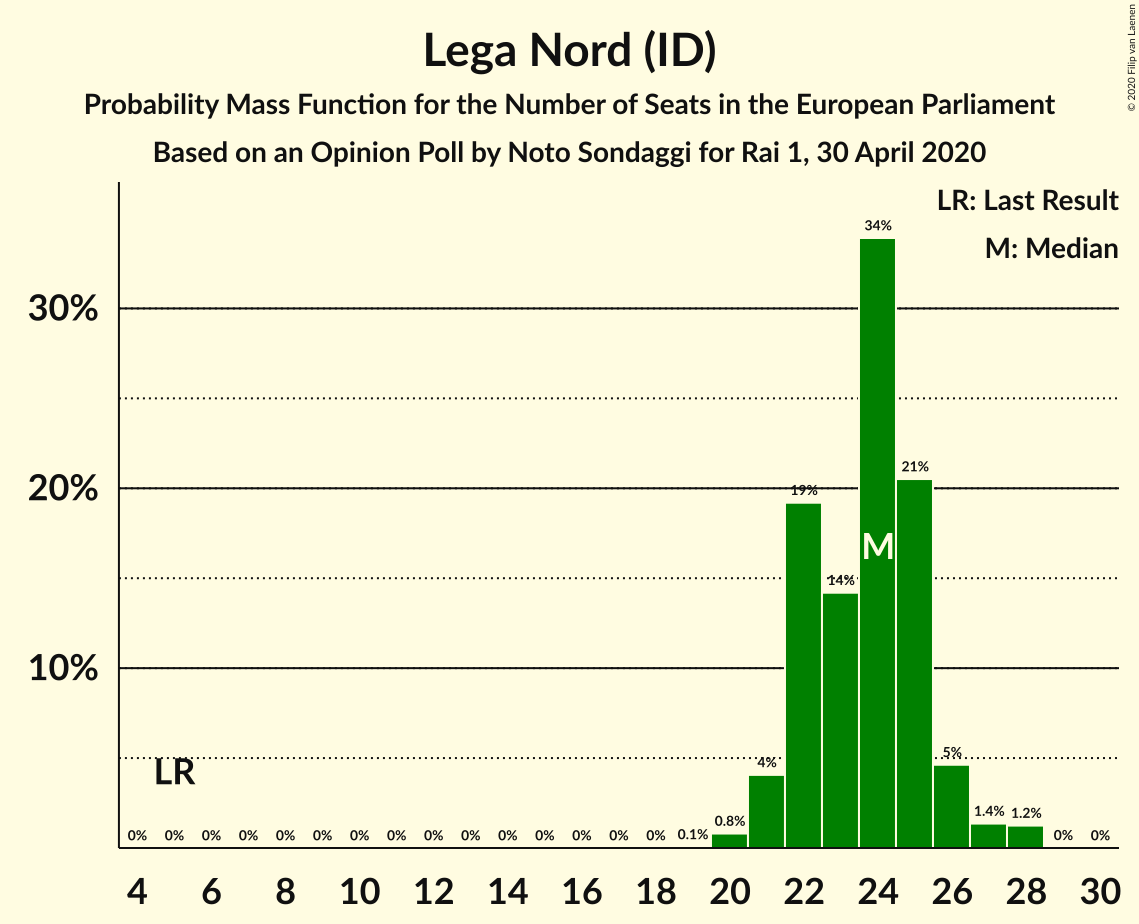 Lega Nord (ID)
Probability Mass Function for the Number of Seats in the European Parliament
Based on an Opinion Poll by Noto Sondaggi for Rai 1, 30 April 2020
© 2020 Filip van Laenen
LR: Last Result
M: Median
30%
20%
10%
34%
21%
19%
14%
M
5%
4%
LR
1.4%
1.2%
0.8%
0% 0% 0% 0% 0% 0% 0% 0% 0% 0% 0% 0% 0% 0% 0% 0.1% 0% 0%
4 6 8 10 12 14 16 18 20 22 24 26 28 30